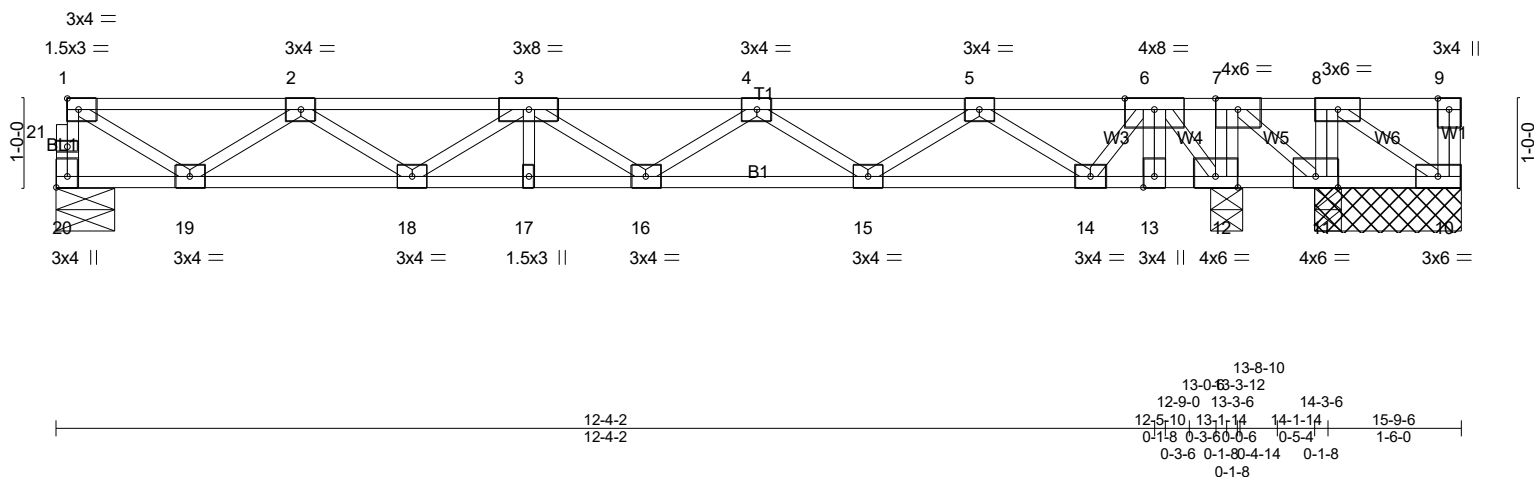 3x4 =
1.5x3 =
3x4 =
3x8 =
3x4 =
3x4 =
4x8 =
4x6 =
3x6 =
3x4 ||
1
2
3
4
5
6
7
8
9
T1
21
BL1
W3
W4
W5
W6
W1
B1
1-0-0
1-0-0
20
19
18
17
16
15
14
13
12
11
10
3x4 ||
3x4 =
3x4 =
1.5x3 ||
3x4 =
3x4 =
3x4 =
3x4 ||
4x6 =
4x6 =
3x6 =
13-8-10
13-0-6
13-3-12
12-9-0
13-3-6
14-3-6
12-4-2
12-5-10
13-1-14
14-1-14
15-9-6
12-4-2
0-1-8
0-3-6
0-0-6
0-5-4
1-6-0
0-3-6
0-1-8
0-4-14
0-1-8
0-1-8